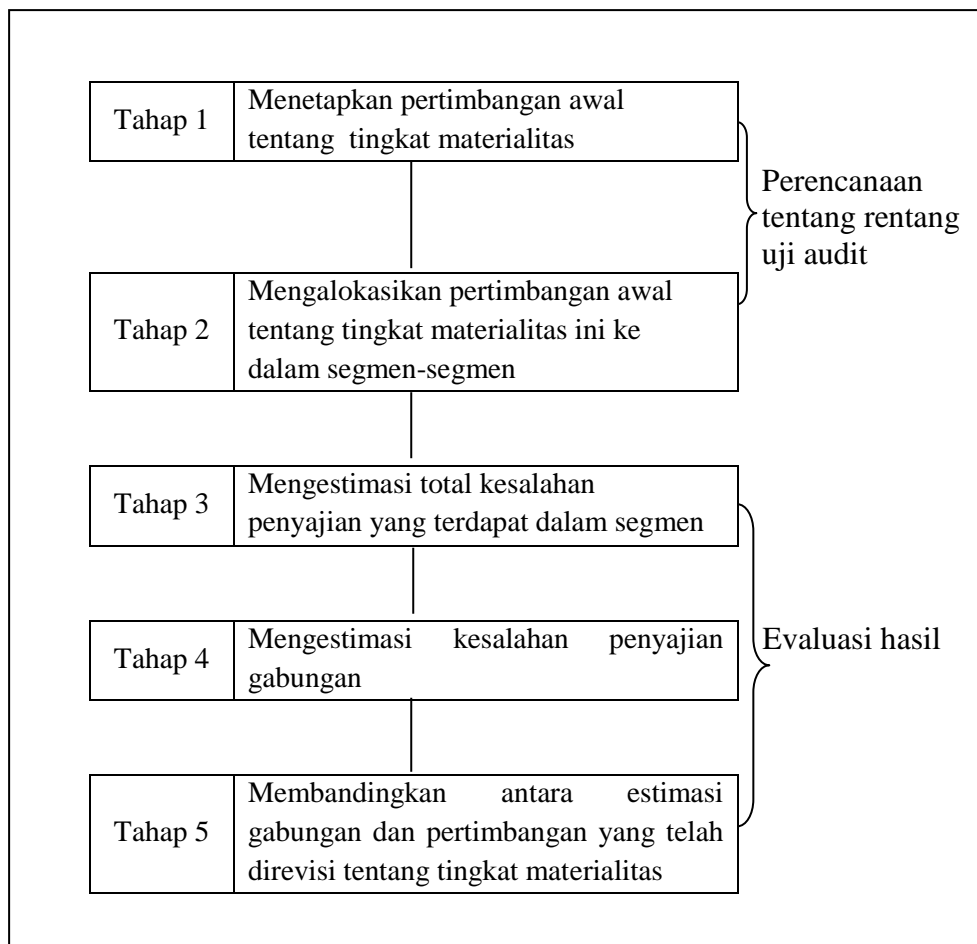 Tahap 1
Menetapkan pertimbangan awal
tentang tingkat materialitas
Perencanaan
tentang rentang
uji audit
Tahap 2
Mengalokasikan pertimbangan awal
tentang tingkat materialitas ini ke
dalam segmen-segmen
Tahap 3
Mengestimasi total kesalahan
penyajian yang terdapat dalam segmen
Tahap 4
Mengestimasi kesalahan penyajian
gabungan
Evaluasi hasil
Tahap 5
Membandingkan antara estimasi
gabungan dan pertimbangan yang telah
direvisi tentang tingkat materialitas